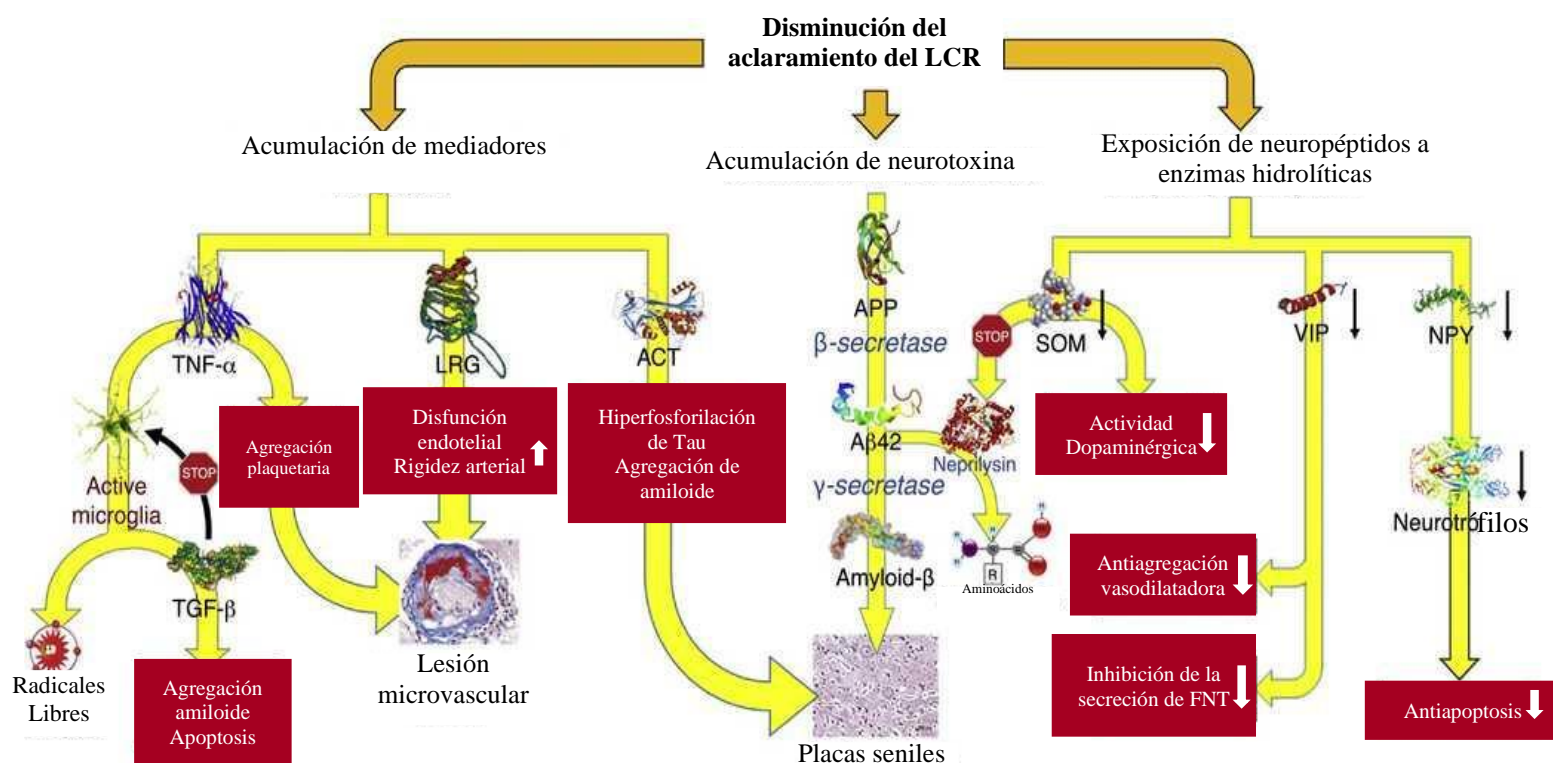 Disminución del
aclaramiento del LCR
Acumulación de mediadores
Acumulación de neurotoxina
Exposición de neuropéptidos a
enzimas hidrolíticas
TNF-α
LRG
ACT
APP
β-secretase
STOP
SOM
VIP
NPY
Agregación
plaquetaria
Disfunción
endotelial
Rigidez arterial
Hiperfosforilación
de Tau
Agregación de
amiloide
Aβ42
Neprilysin
γ-secretase
Actividad
Dopaminérgica
STOP
Active
microglia
TGF-β
Neurotrófilos
Amyloid-β
H
N
H
H
C
R
C
O
H
O
Aminoácidos
Antiagregación
vasodilatadora
Radicales
Libres
Agregación
amiloide
Apoptosis
Lesión
microvascular
Inhibición de la
secreción de FNT
Antiapoptosis
Placas seniles